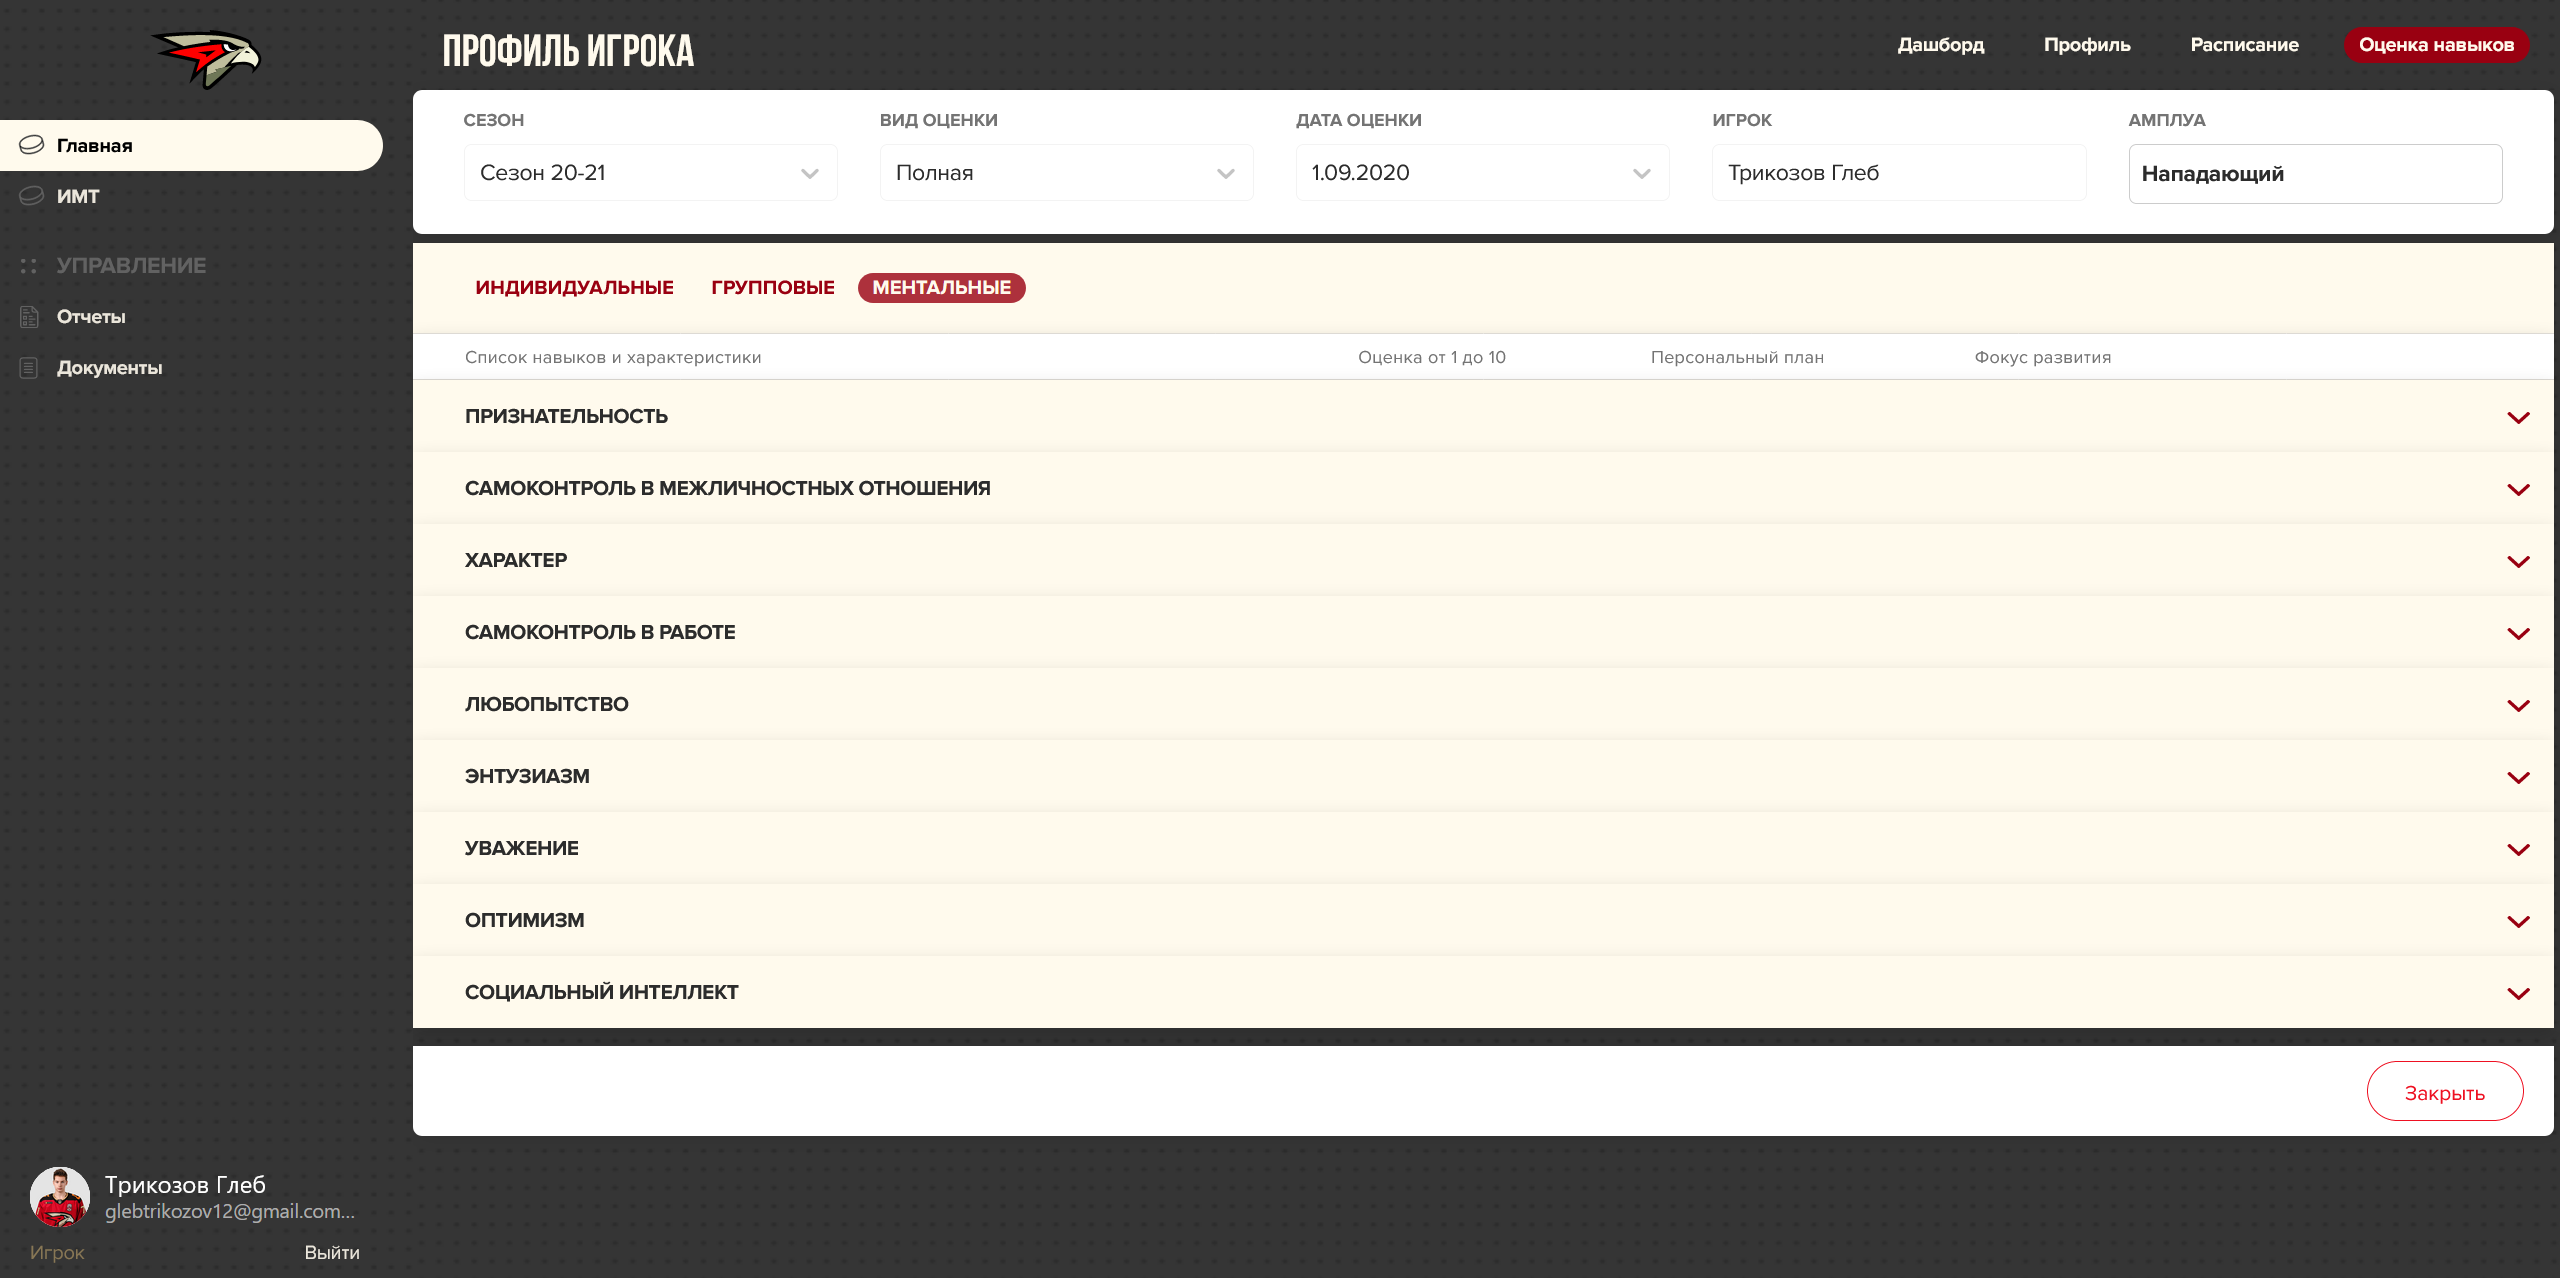 ПРОФИЛЬ ИГРОКА
Дашборд
Профиль
Расписание
Оценка навыков
Главная
ИМТ
УПРАВЛЕНИЕ
Отчеты
Документы
СЕЗОН
ВИД ОЦЕНКИ
ДАТА ОЦЕНКИ
ИГРОК
АМПЛУА
Сезон 20-21
Полная
1.09.2020
Трикозов Глеб
Нападающий
ИНДИВИДУАЛЬНЫЕ
ГРУППОВЫЕ
МЕНТАЛЬНЫЕ
Список навыков и характеристики
Оценка от 1 до 10
Персональный план
Фокус развития
ПРИЗНАТЕЛЬНОСТЬ
САМОКОНТРОЛЬ В МЕЖЛИЧНОСТНЫХ ОТНОШЕНИЯ
ХАРАКТЕР
САМОКОНТРОЛЬ В РАБОТЕ
ЛЮБОПЫТСТВО
ЭНТУЗИАЗМ
УВАЖЕНИЕ
ОПТИМИЗМ
СОЦИАЛЬНЫЙ ИНТЕЛЛЕКТ
Закрыть
Трикозов Глеб
glebtrikozov12@gmail.com...
Игрок
Выйти